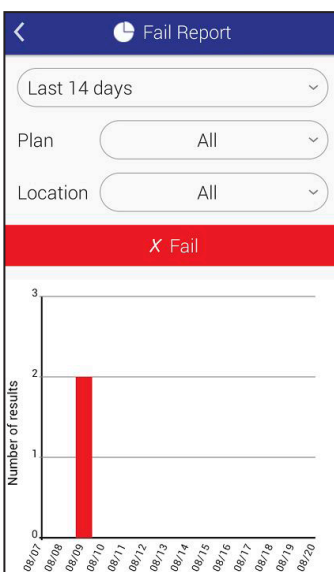 Fail Report
Last 14 days
Plan All
Location All
X Fail
3
2
1
0
Number of results
08/07 08/08 08/09 08/10 08/11 08/12 08/13 08/14 08/15 08/16 08/17 08/18 08/19 08/20